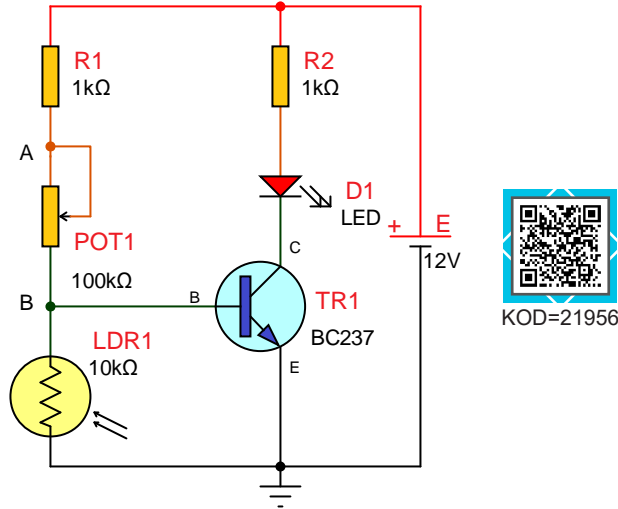 R1
1kΩ
R2
1kΩ
A
D1
LED
POT1
100kΩ
+ E
12V
C
B
B
TR1
BC237
E
LDR1
10kΩ
KOD=21956